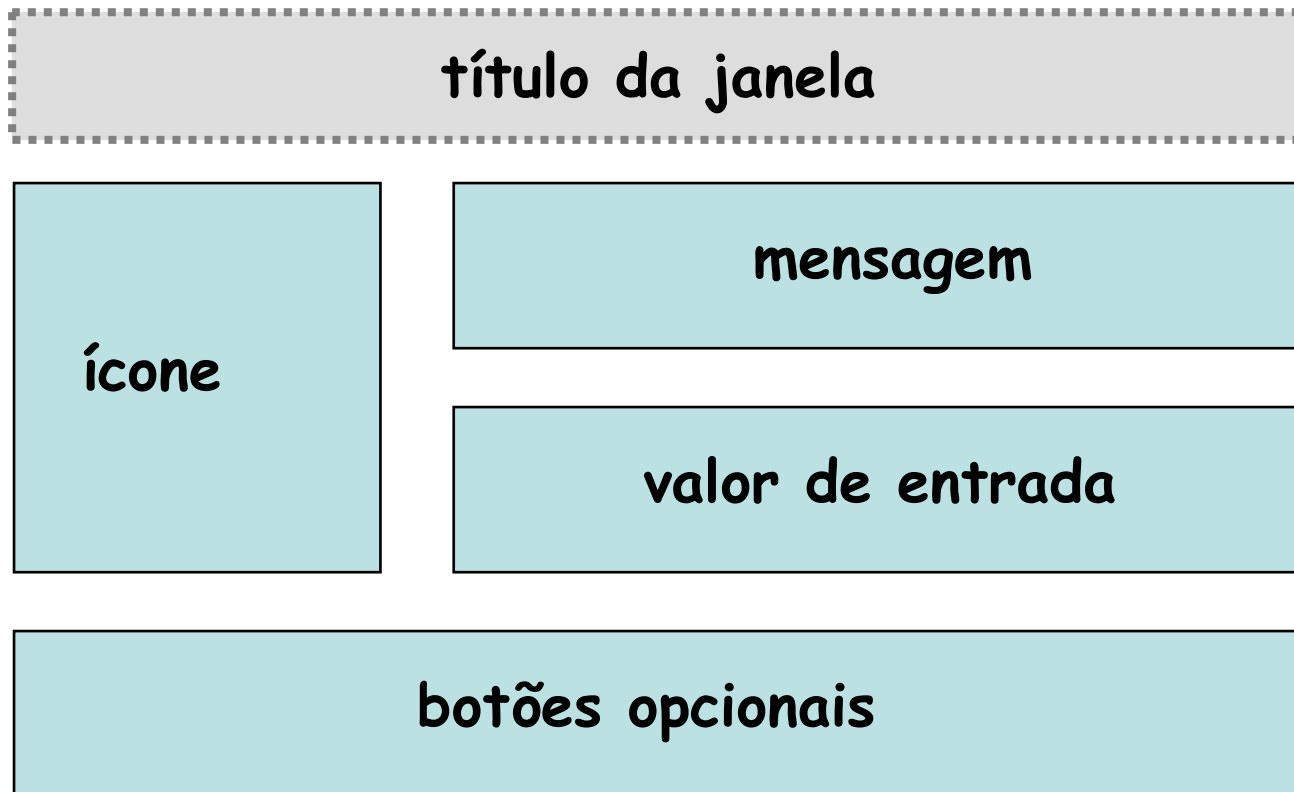 título da janela
ícone
mensagem
valor de entrada
botões opcionais